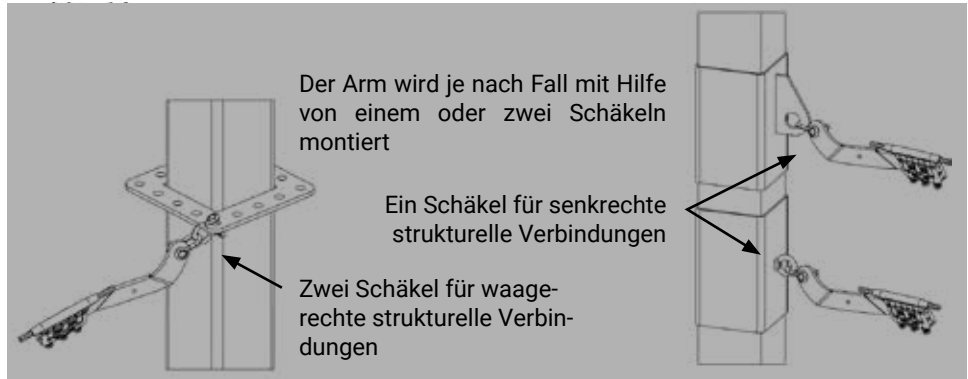 Der Arm wird je nach Fall mit Hilfe
von einem oder zwei Schäkeln
montiert
Ein Schäkel für senkrechte
strukturelle Verbindungen
Zwei Schäkel für waage-
rechte strukturelle Verbin-
dungen